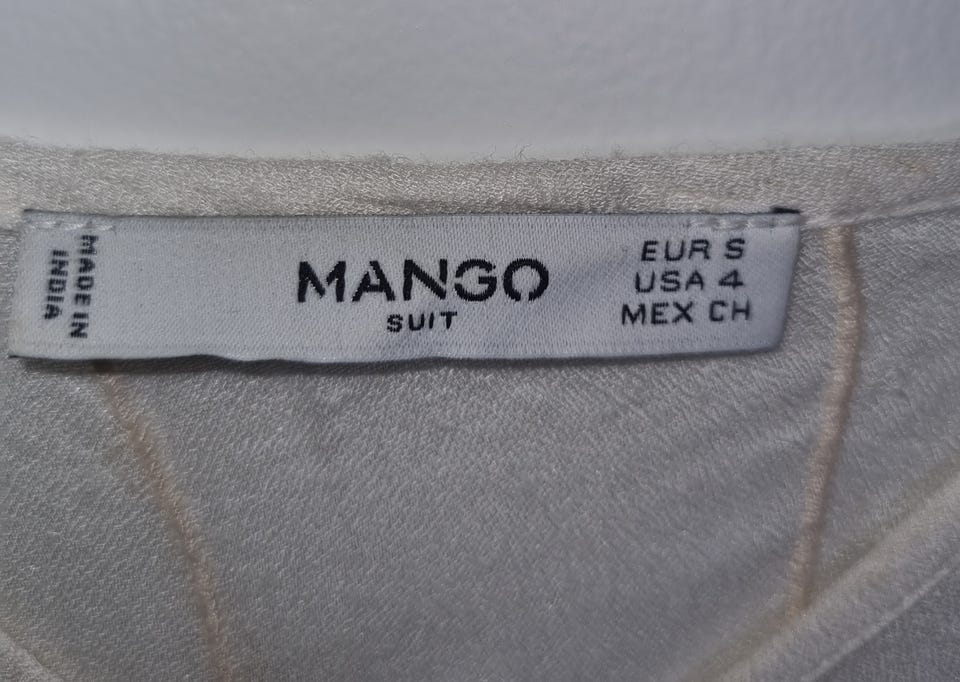 MADE IN
INDIA
MANGO
SUIT
EUR S
USA 4
MEX CH